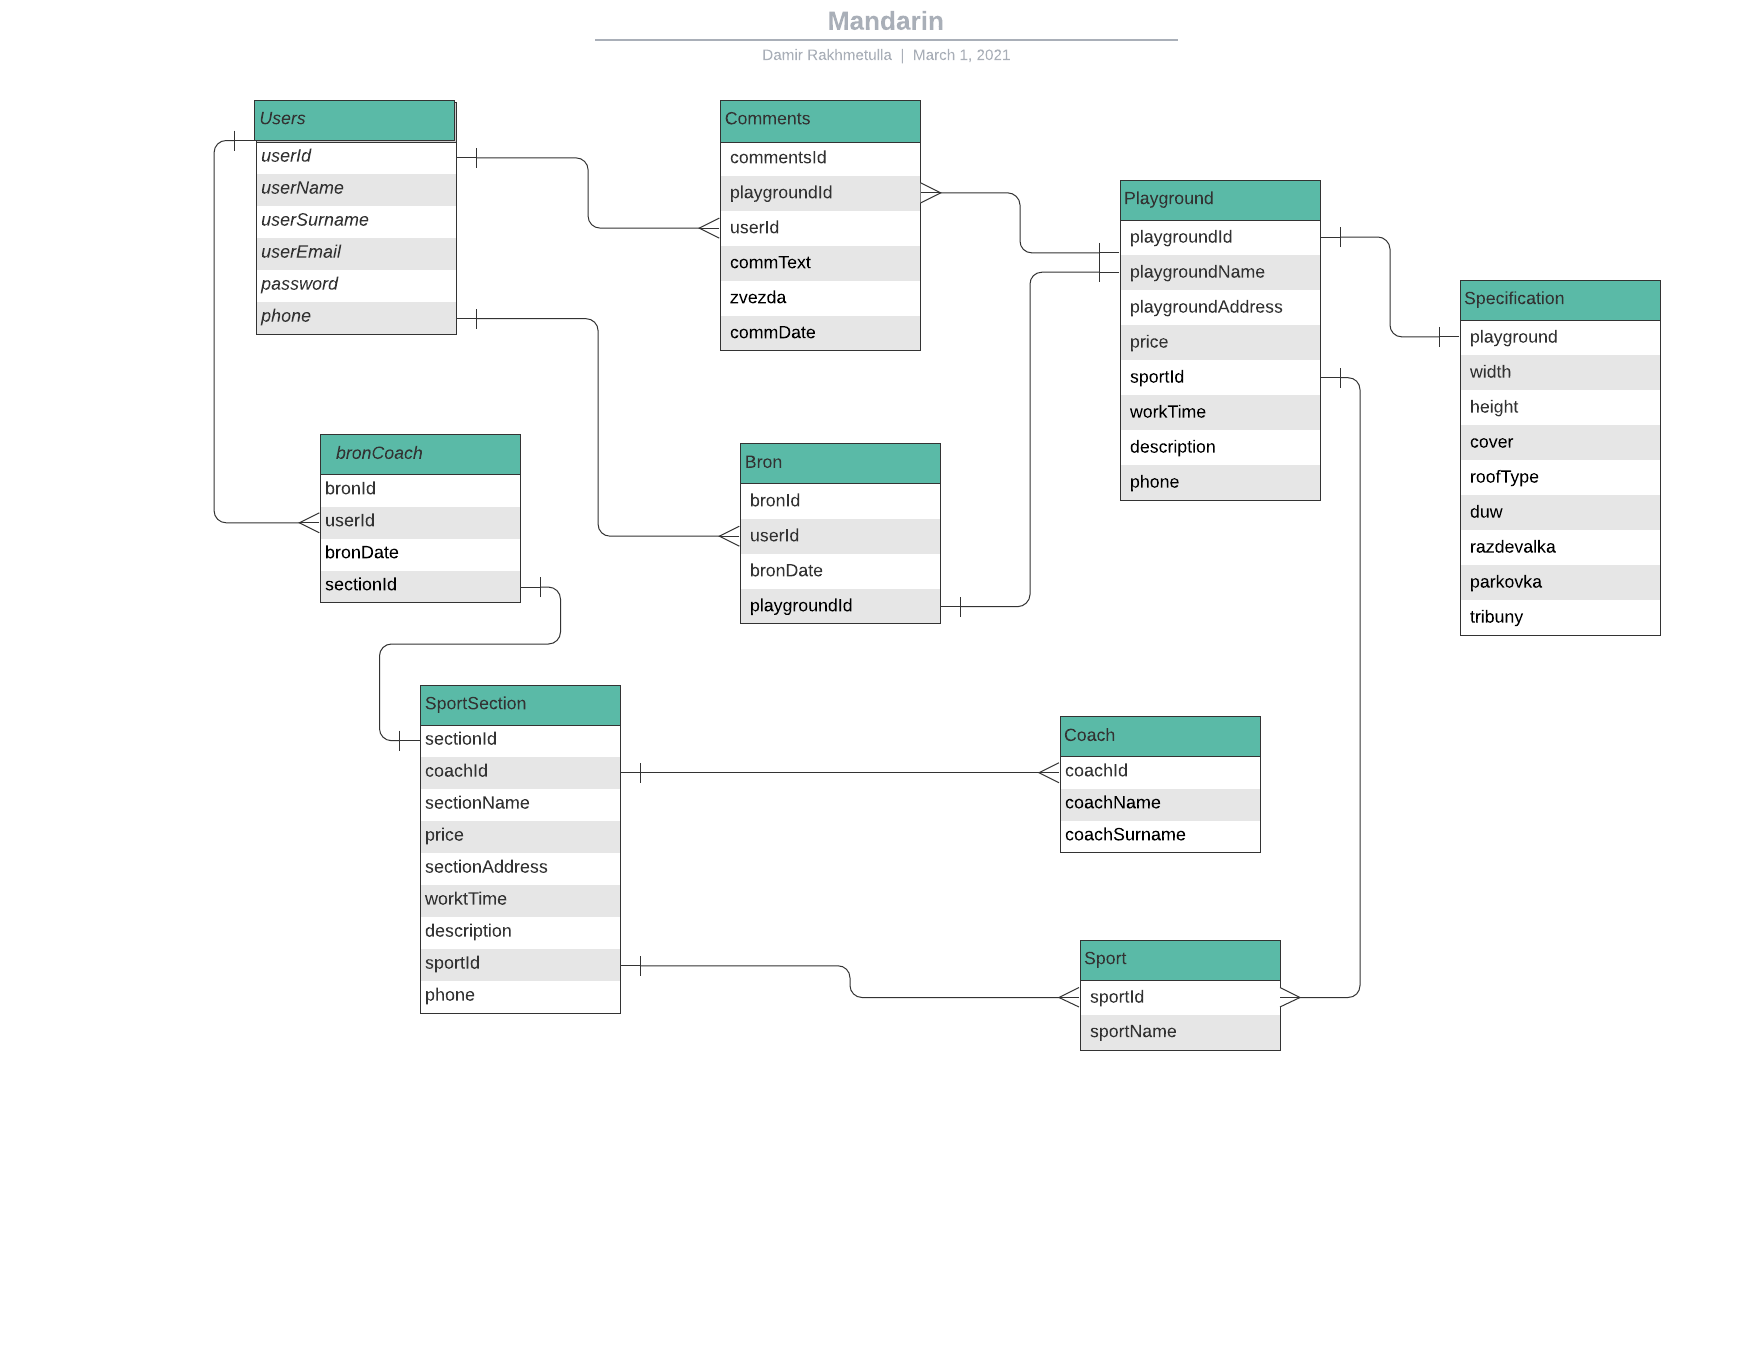 Mandarin
Damir Rakhmetulla | March 1, 2021
Users
userId
userName
userSurname
userEmail
password
phone
Comments
commentsId
playgroundId
userId
commText
zvezda
commDate
Playground
playgroundId
playgroundName
playgroundAddress
price
sportId
workTime
description
phone
Specification
playground
width
height
cover
roofType
duw
razdevalka
parkovka
tribuny
bronCoach
bronId
userId
bronDate
sectionId
Bron
bronId
userId
bronDate
playgroundId
SportSection
sectionId
coachId
sectionName
price
sectionAddress
worktTime
description
sportId
phone
Coach
coachId
coachName
coachSurname
Sport
sportId
sportName